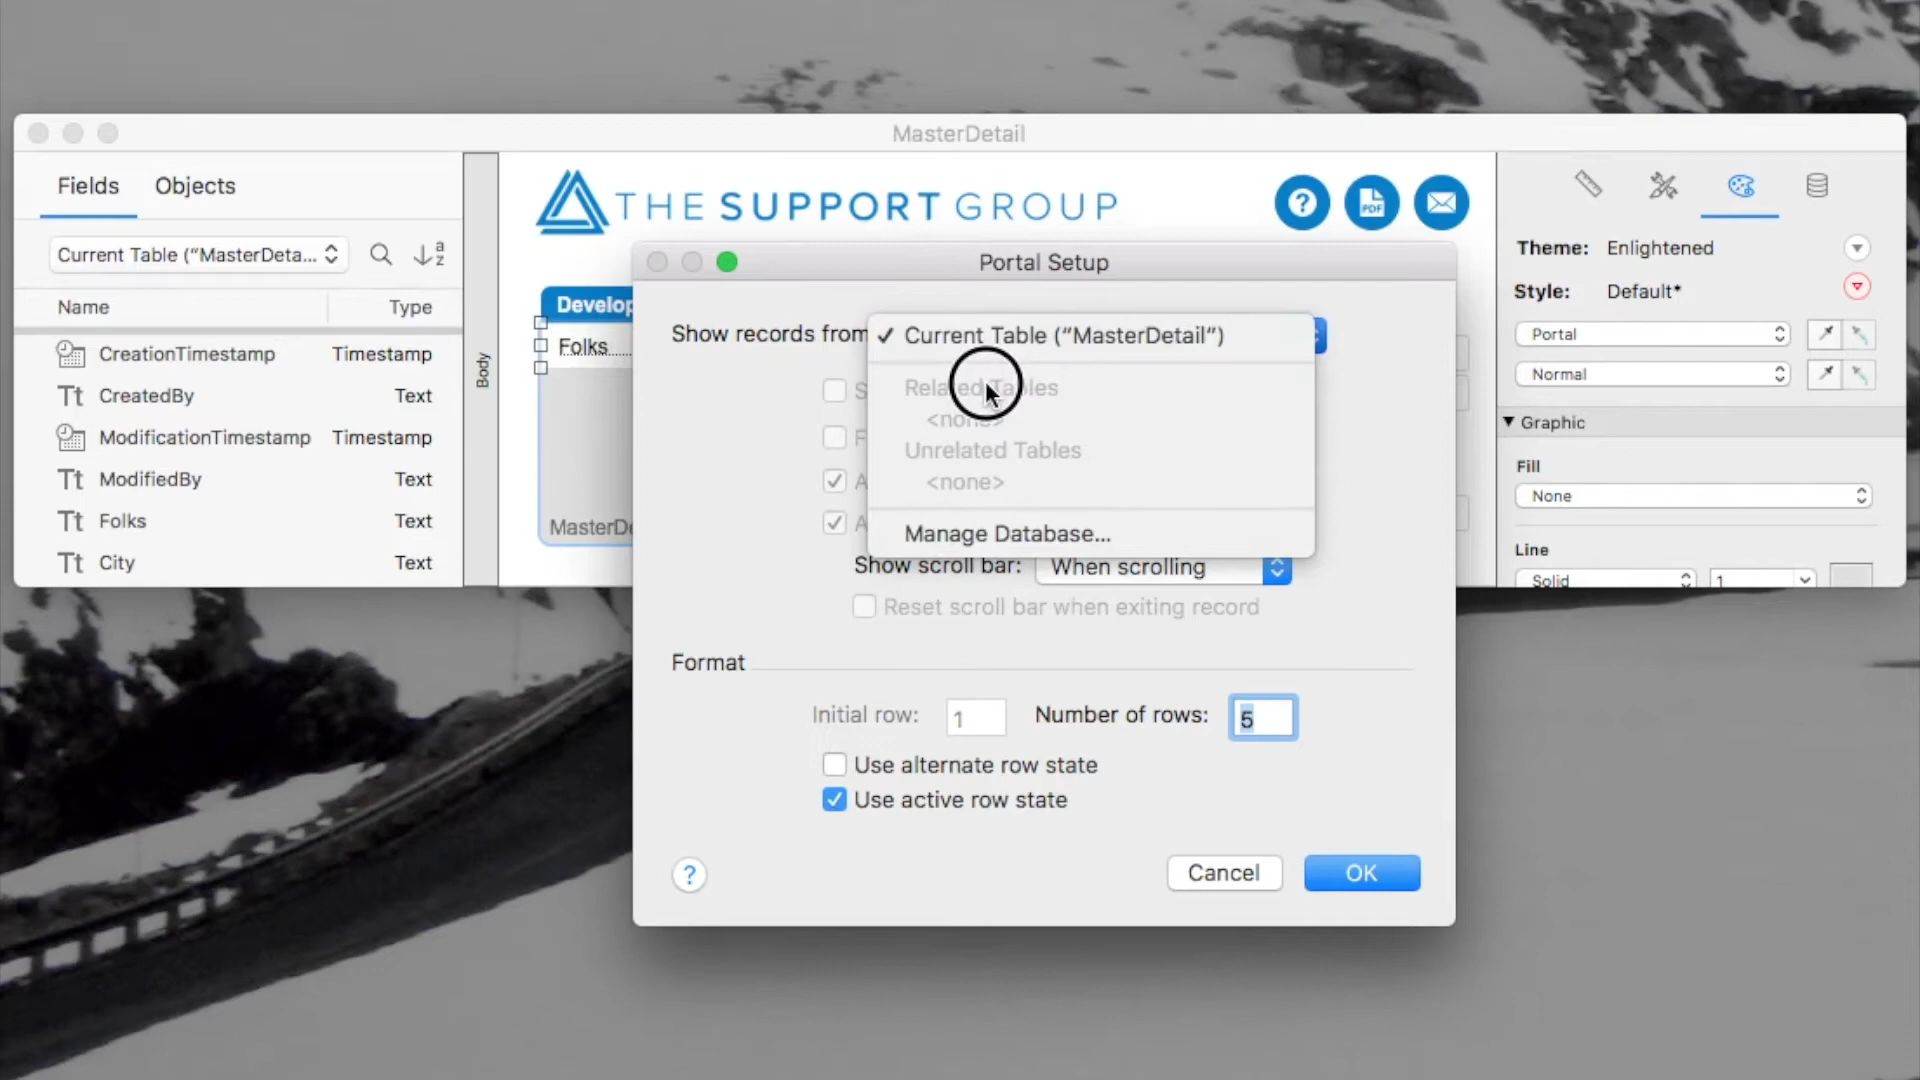 MasterDetail
Fields Objects
Current Table (“MasterDeta...
a
z
Name Type
CreationTimestamp Timestamp
CreatedBy Text
ModificationTimestamp Timestamp
ModifiedBy Text
Folks Text
City Text
Body
THE SUPPORT GROUP
?
PDF
Develop
Folks
MasterDe
Portal Setup
Show records from
✓ Current Table (“MasterDetail”)
Related Tables
<none>
Unrelated Tables
<none>
Manage Database...
S
F
A
A
Show scroll bar: When scrolling
Reset scroll bar when exiting record
Format
Initial row: 1 Number of rows: 5
Use alternate row state
Use active row state
?
Cancel OK
Theme: Enlightened
Style: Default*
Portal
Normal
Graphic
Fill
None
Line
Solid 1